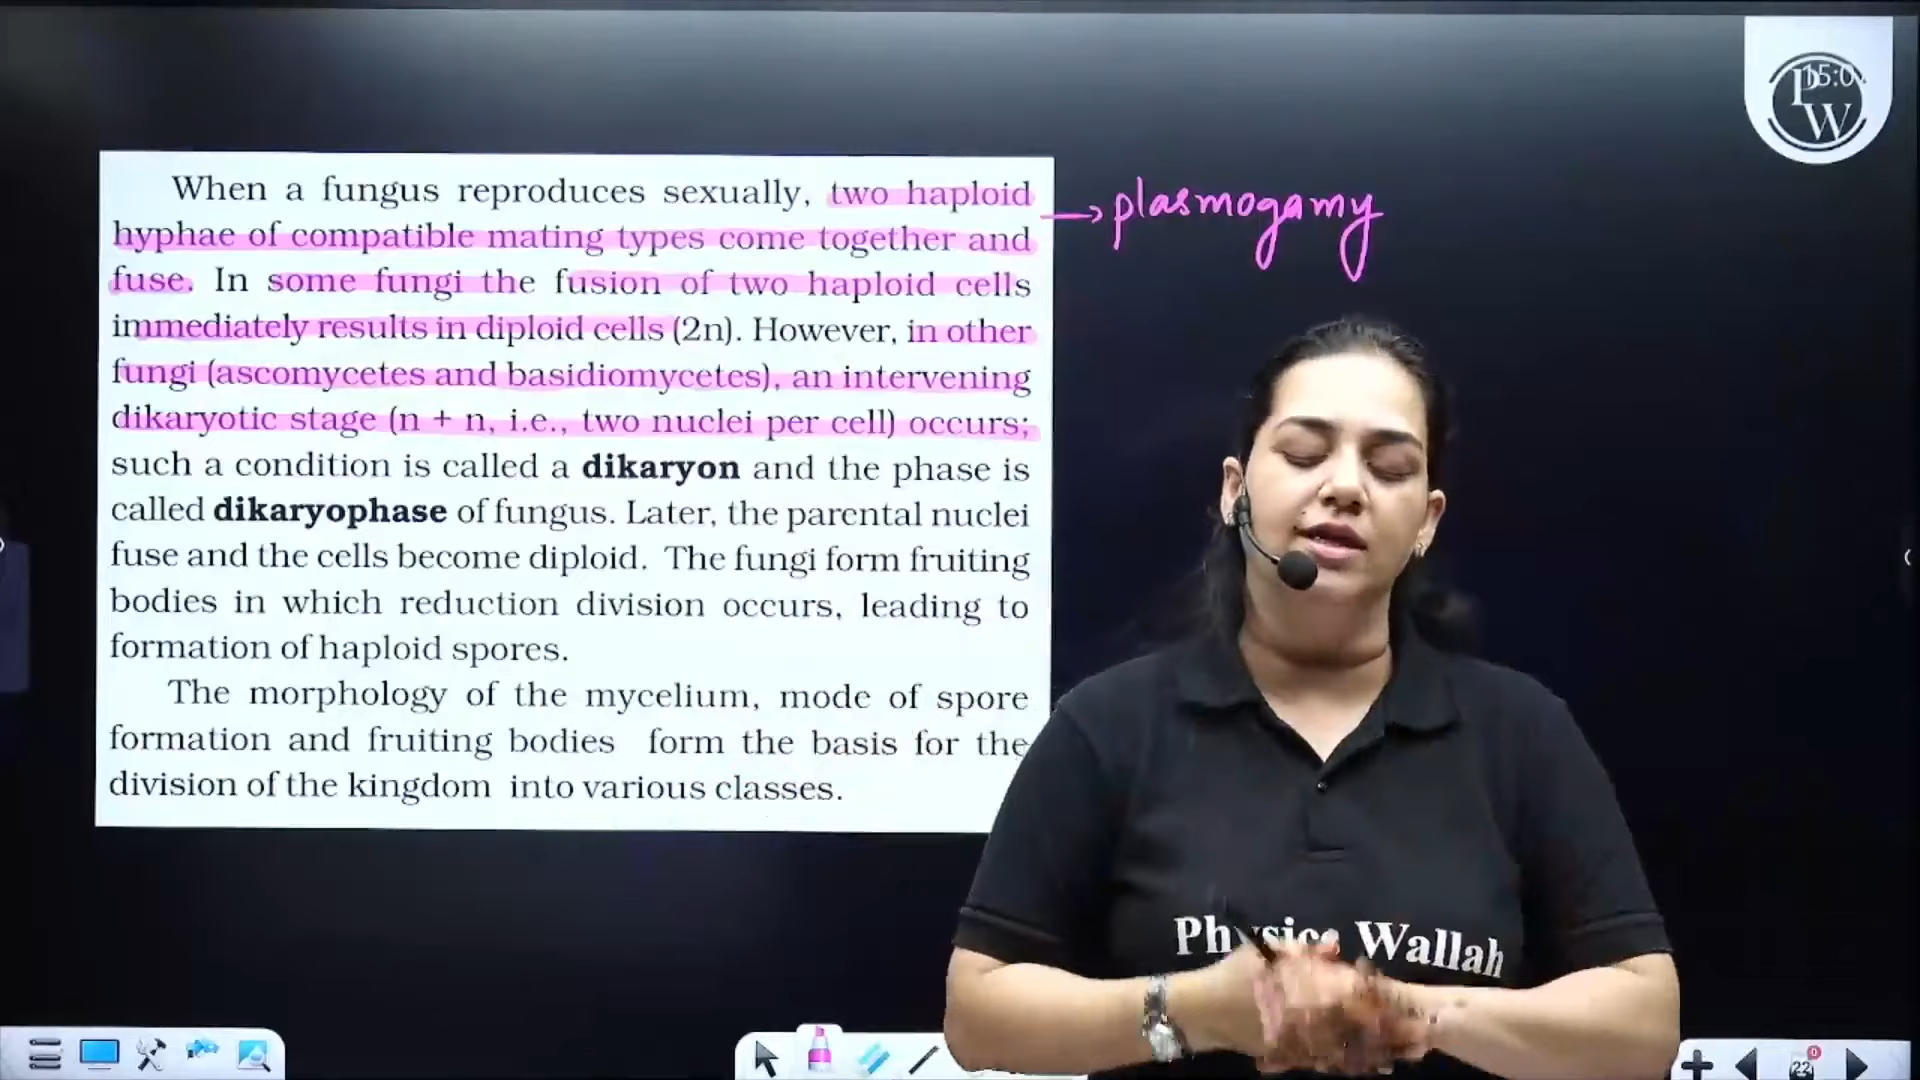 PW
15:0
When a fungus reproduces sexually, two haploid
hyphae of compatible mating types come together and
fuse. In some fungi the fusion of two haploid cells
immediately results in diploid cells (2n). However, in other
fungi (ascomycetes and basidiomycetes), an intervening
dikaryotic stage (n + n, i.e., two nuclei per cell) occurs;
such a condition is called a dikaryon and the phase is
called dikaryophase of fungus. Later, the parental nuclei
fuse and the cells become diploid. The fungi form fruiting
bodies in which reduction division occurs, leading to
formation of haploid spores.
The morphology of the mycelium, mode of spore
formation and fruiting bodies form the basis for the
division of the kingdom into various classes.
→ plasmogamy
Physics Wallah
22
0